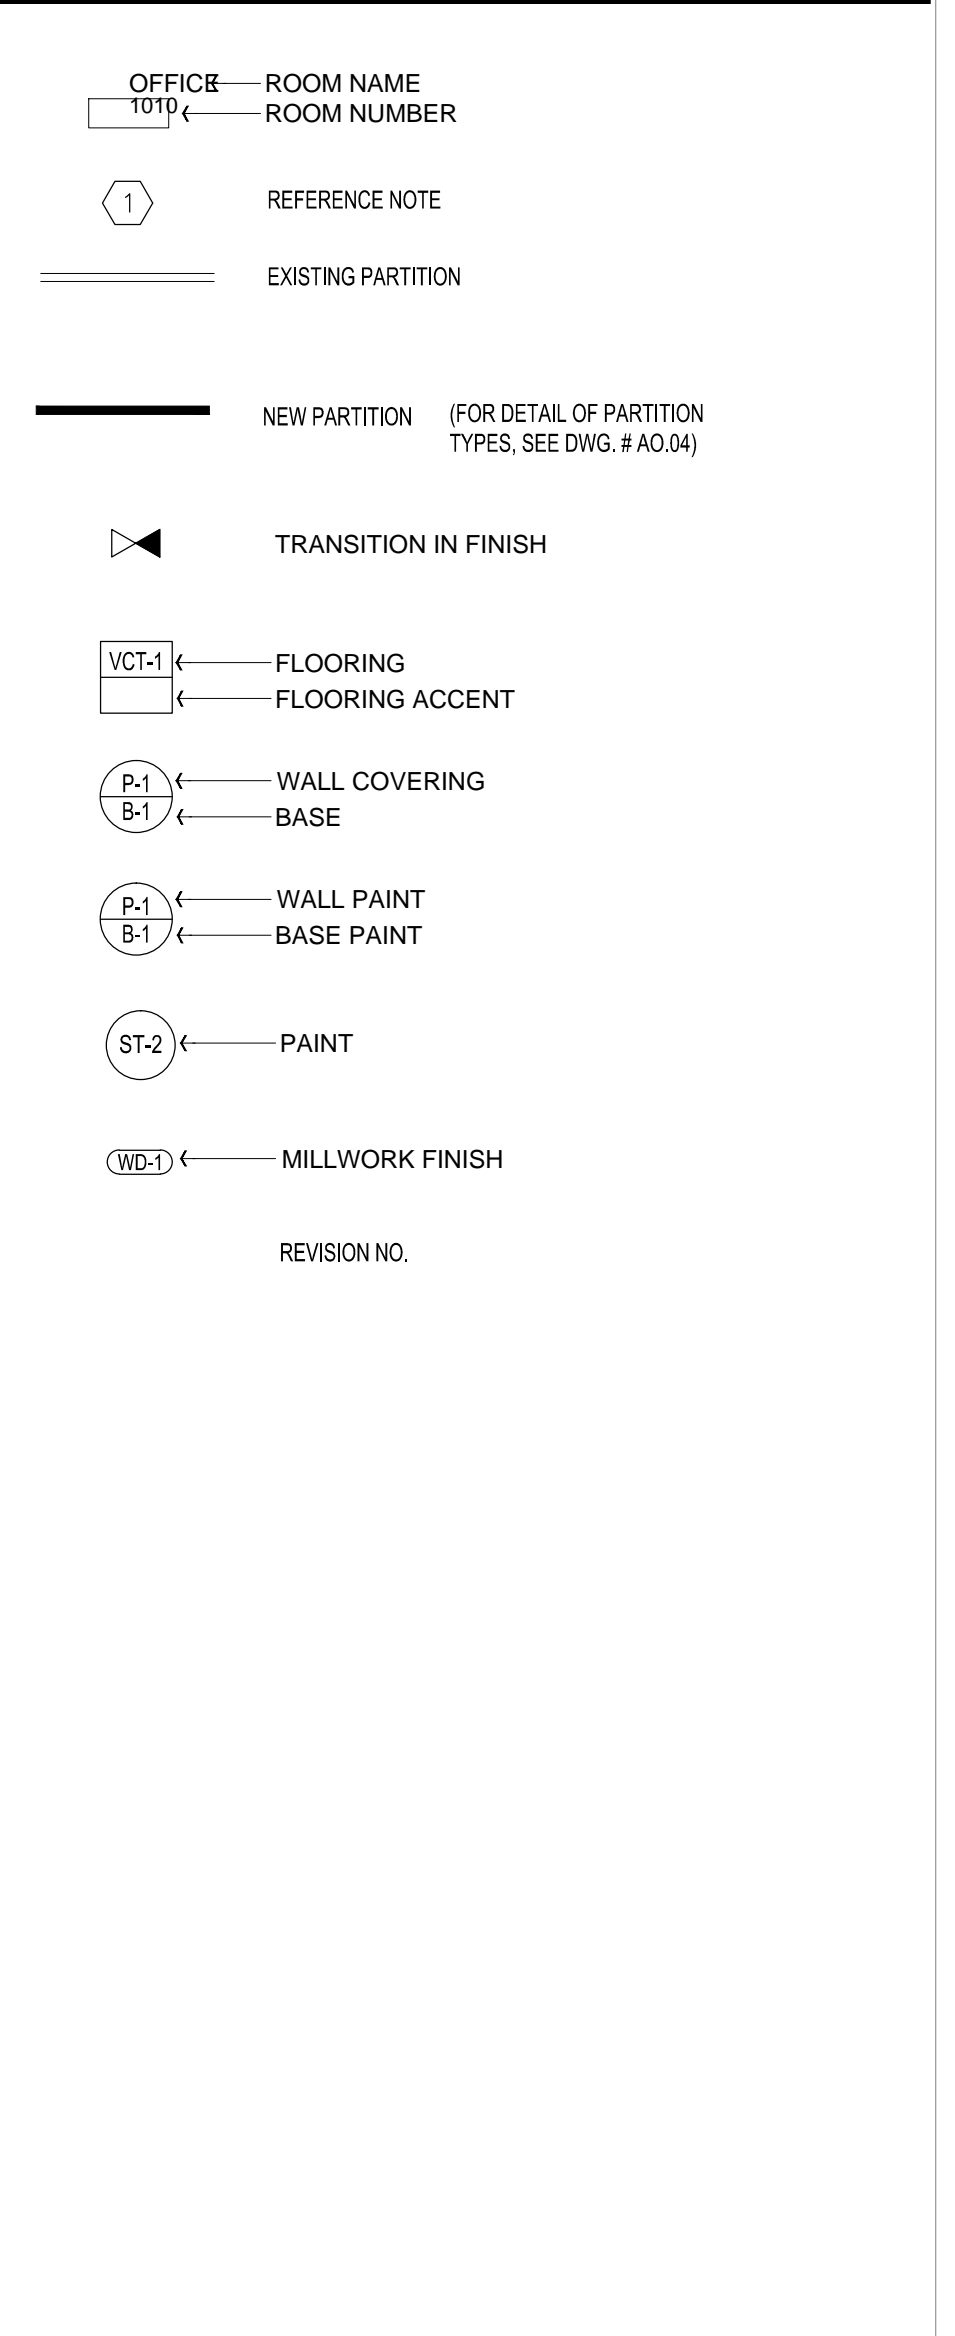 OFFICE ROOM NAME
1010 ROOM NUMBER
1 REFERENCE NOTE
EXISTING PARTITION
NEW PARTITION (FOR DETAIL OF PARTITION
TYPES, SEE DWG. # AO.04)
TRANSITION IN FINISH
VCT-1 FLOORING
FLOORING ACCENT
P-1 WALL COVERING
B-1 BASE
P-1 WALL PAINT
B-1 BASE PAINT
ST-2 PAINT
WD-1 MILLWORK FINISH
REVISION NO.